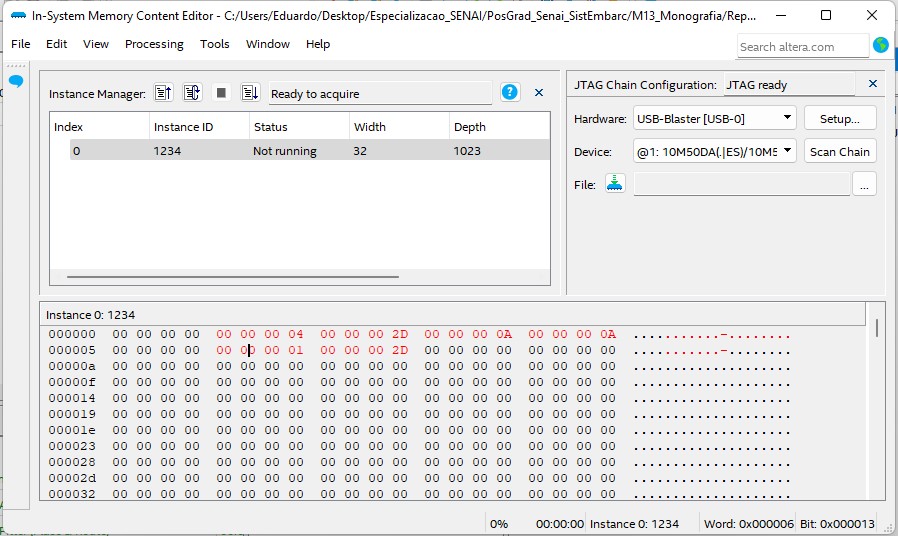 In-System Memory Content Editor - C:/Users/Eduardo/Desktop/Especializacao_SENAI/PosGrad_Senai_SistEmbarc/M13_Monografia/Rep...
File Edit View Processing Tools Window Help
Search altera.com
Instance Manager: Ready to acquire
JTAG Chain Configuration: JTAG ready
Index Instance ID Status Width Depth
0 1234 Not running 32 1023
Hardware: USB-Blaster [USB-0] Setup...
Device: @1: 10M50DA(.|ES)/10M5 Scan Chain
File: ...
Instance 0: 1234
000000 00 00 00 00 00 00 00 04 00 00 00 2D 00 00 00 0A 00 00 00 0A .......-........
000005 00 00 00 00 00 00 00 01 00 00 00 2D 00 00 00 00 00 00 00 00 ...........-........
00000a 00 00 00 00 00 00 00 00 00 00 00 00 00 00 00 00 00 00 00 00 ....................
00000f 00 00 00 00 00 00 00 00 00 00 00 00 00 00 00 00 00 00 00 00 ....................
000014 00 00 00 00 00 00 00 00 00 00 00 00 00 00 00 00 00 00 00 00 ....................
000019 00 00 00 00 00 00 00 00 00 00 00 00 00 00 00 00 00 00 00 00 ....................
00001e 00 00 00 00 00 00 00 00 00 00 00 00 00 00 00 00 00 00 00 00 ....................
000023 00 00 00 00 00 00 00 00 00 00 00 00 00 00 00 00 00 00 00 00 ....................
000028 00 00 00 00 00 00 00 00 00 00 00 00 00 00 00 00 00 00 00 00 ....................
00002d 00 00 00 00 00 00 00 00 00 00 00 00 00 00 00 00 00 00 00 00 ....................
000032 00 00 00 00 00 00 00 00 00 00 00 00 00 00 00 00 00 00 00 00 ....................
0% 00:00:00 Instance 0: 1234 Word: 0x000006 Bit: 0x000013